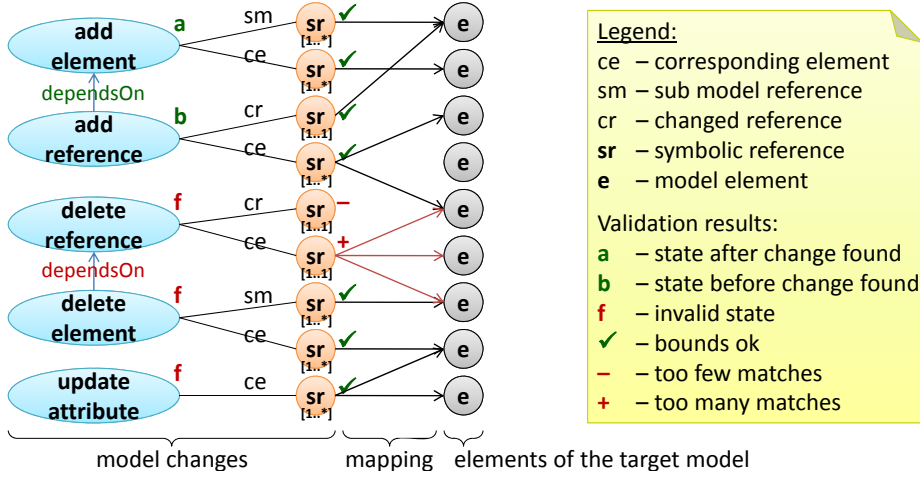 add
element
a
sm
sr
[1..*]
✓
e
ce
sr
[1..*]
✓
e
dependsOn
add
reference
b
cr
sr
[1..1]
✓
e
ce
sr
[1..*]
✓
e
delete
reference
f
cr
sr
[1..1]
–
e
ce
sr
[1..1]
+
e
dependsOn
delete
element
f
sm
sr
[1..*]
✓
e
ce
sr
[1..*]
✓
e
update
attribute
f
ce
sr
[1..*]
✓
e
model changes
mapping
elements of the target model
Legend:
ce – corresponding element
sm – sub model reference
cr – changed reference
sr – symbolic reference
e – model element
Validation results:
a – state after change found
b – state before change found
f – invalid state
✓ – bounds ok
– – too few matches
+ – too many matches